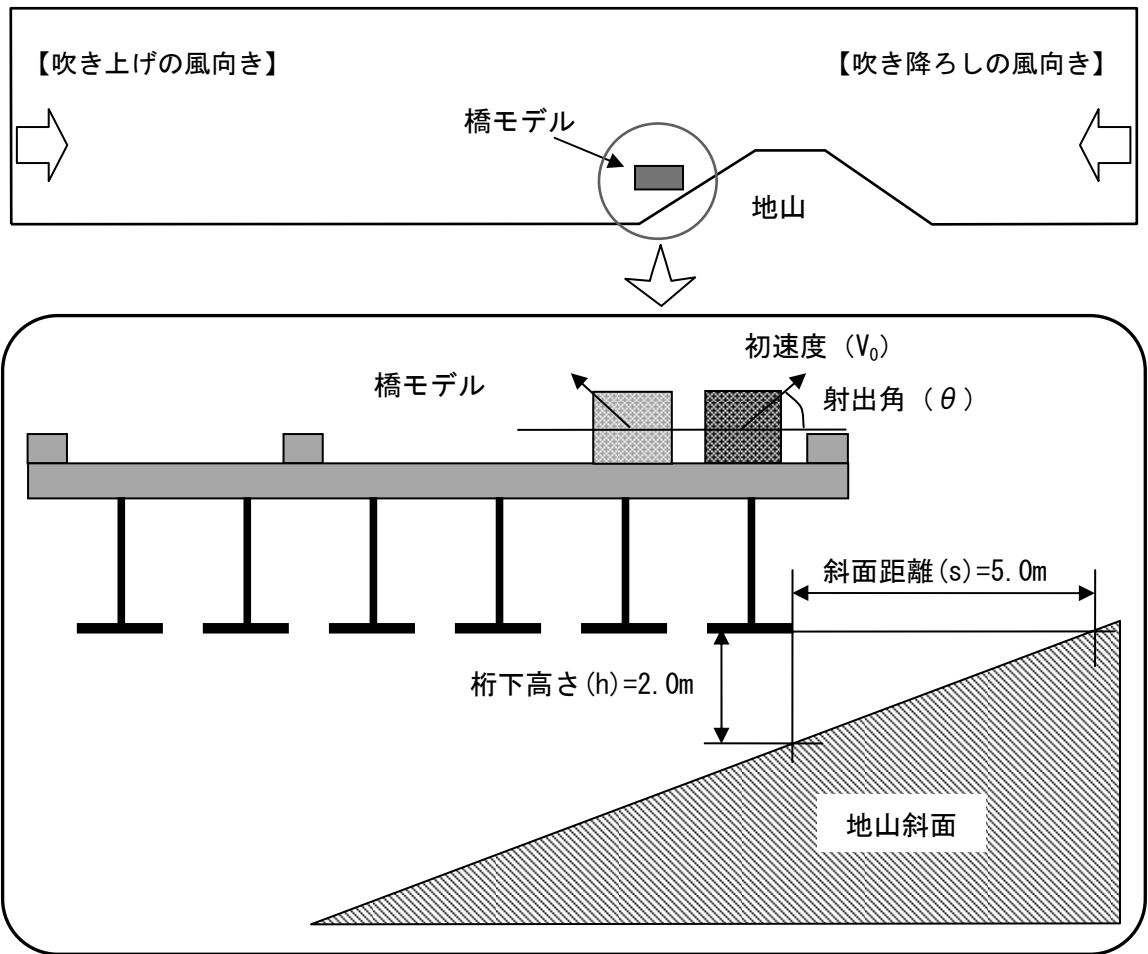 【吹き上げの風向き】
【吹き降ろしの風向き】
橋モデル
地山
初速度（V₀）
橋モデル
射出角（θ）
斜面距離(s)=5.0m
桁下高さ(h)=2.0m
地山斜面